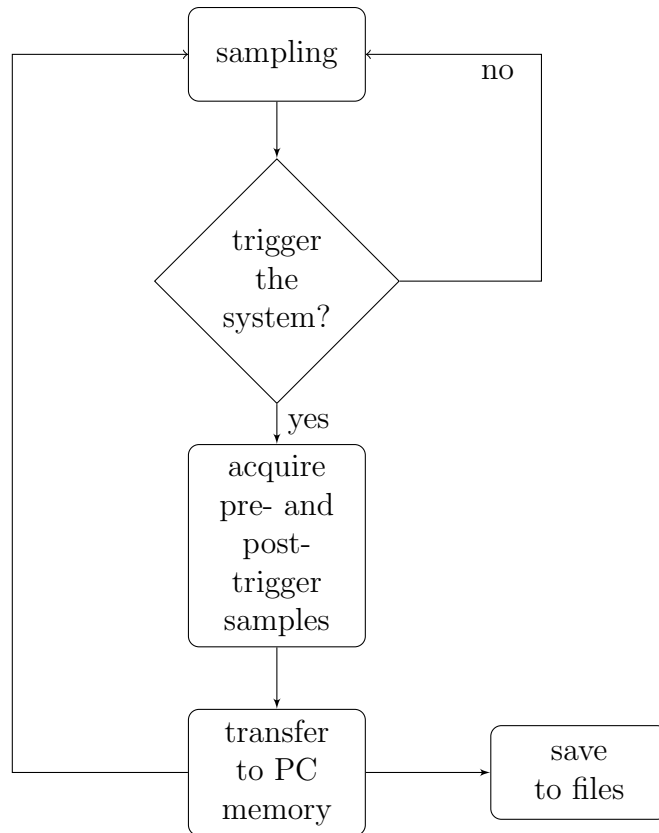 sampling
no
trigger
the
system?
yes
acquire
pre- and
post-
trigger
samples
transfer
to PC
memory
save
to files